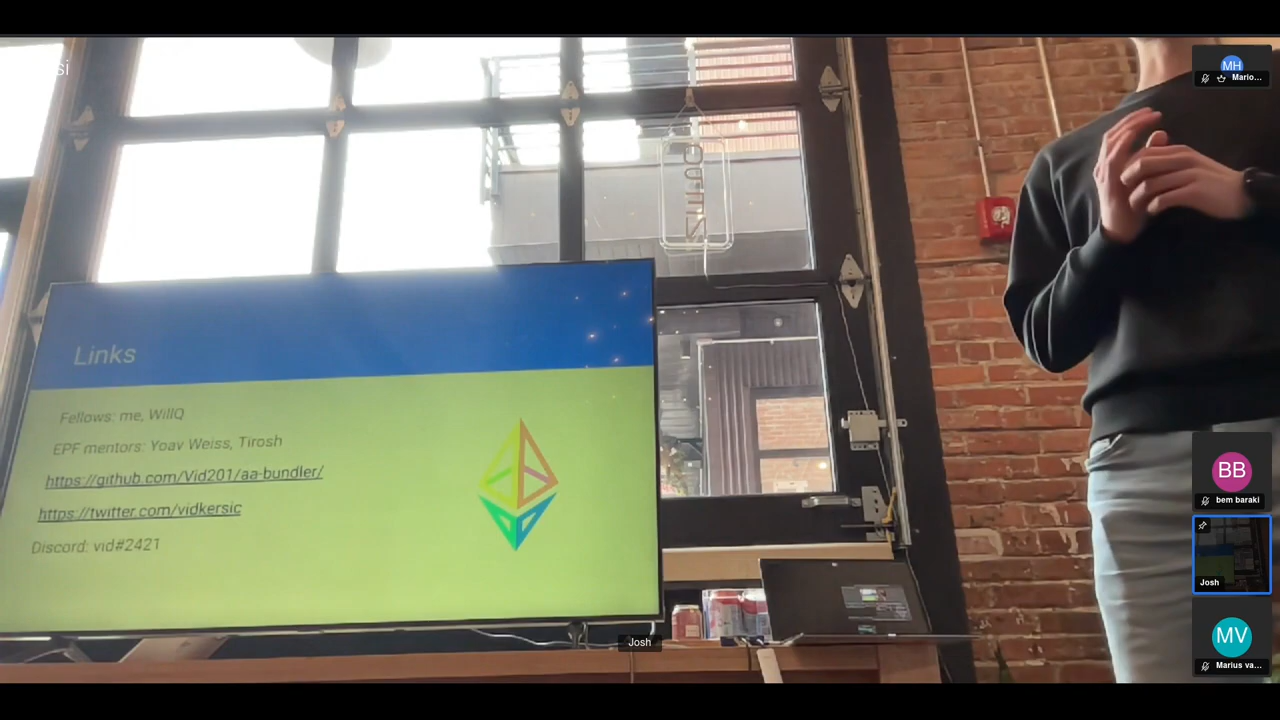 si
MH
Mario...
Links
Fellows: me, WillQ
EPF mentors: Yoav Weiss, Tirosh
https://github.com/Vid201/aa-bundler/
https://twitter.com/vidkersic
Discord: vid#2421
BB
bem baraki
Josh
MV
Marius va...
Josh